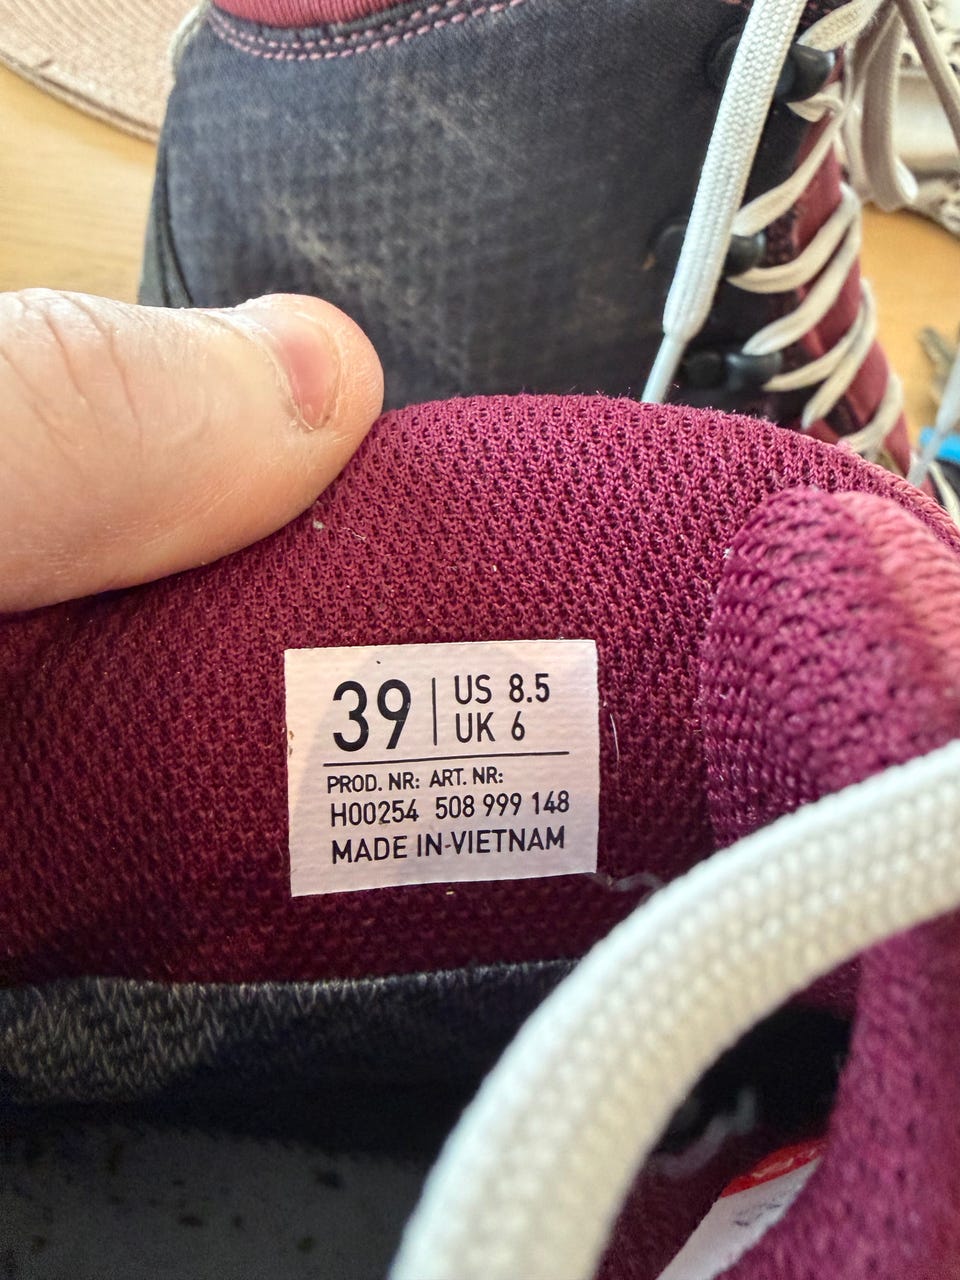 39 US 8.5
UK 6
PROD. NR: ART. NR:
H00254 508 999 148
MADE IN-VIETNAM